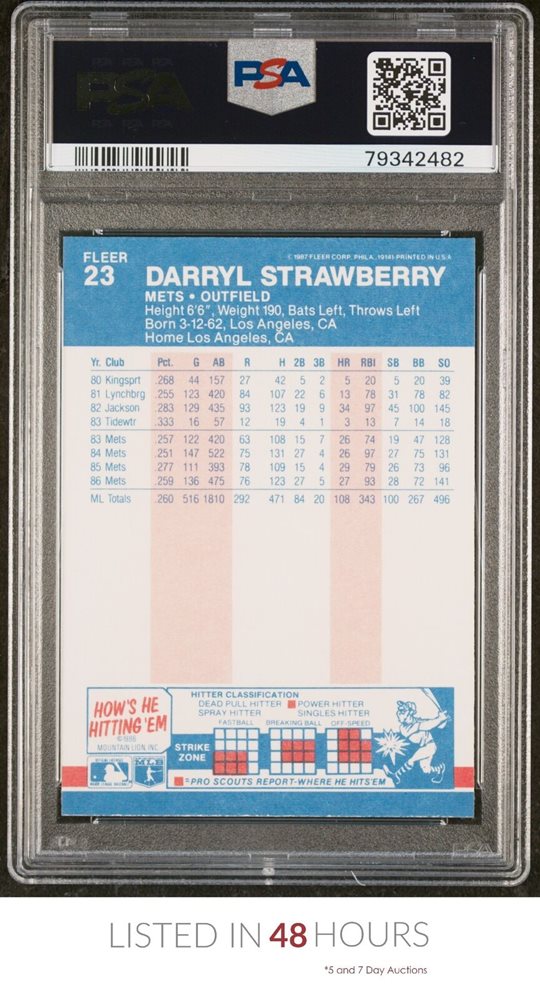 PSA
79342482
FLEER
23
© 1987 FLEER CORP., PHILA., 19141-PRINTED IN U.S.A.
DARRYL STRAWBERRY
METS • OUTFIELD
Height 6'6", Weight 190, Bats Left, Throws Left
Born 3-12-62, Los Angeles, CA
Home Los Angeles, CA
Yr. Club Pct. G AB R H 2B 3B HR RBI SB BB SO
80 Kingsprt .268 44 157 27 42 5 2 5 20 5 20 39
81 Lynchbrg .255 123 420 84 107 22 6 13 78 31 78 82
82 Jackson .283 129 435 93 123 19 9 34 97 45 100 145
83 Tidewtr .333 16 57 12 19 4 1 3 13 7 14 18
83 Mets .257 122 420 63 108 15 7 26 74 19 47 128
84 Mets .251 147 522 75 131 27 4 26 97 27 75 131
85 Mets .277 111 393 78 109 15 4 29 79 26 73 96
86 Mets .259 136 475 76 123 27 5 27 93 28 72 141
ML Totals .260 516 1810 292 471 84 20 108 343 100 267 496
HOW'S HE
HITTING 'EM
©1986
MOUNTAIN LION, INC.
HITTER CLASSIFICATION
DEAD PULL HITTER ■ POWER HITTER
SPRAY HITTER SINGLES HITTER
FASTBALL BREAKING BALL OFF-SPEED
STRIKE
ZONE
■=PRO SCOUTS REPORT-WHERE HE HITS'EM
PSA
LISTED IN 48 HOURS
*5 and 7 Day Auctions